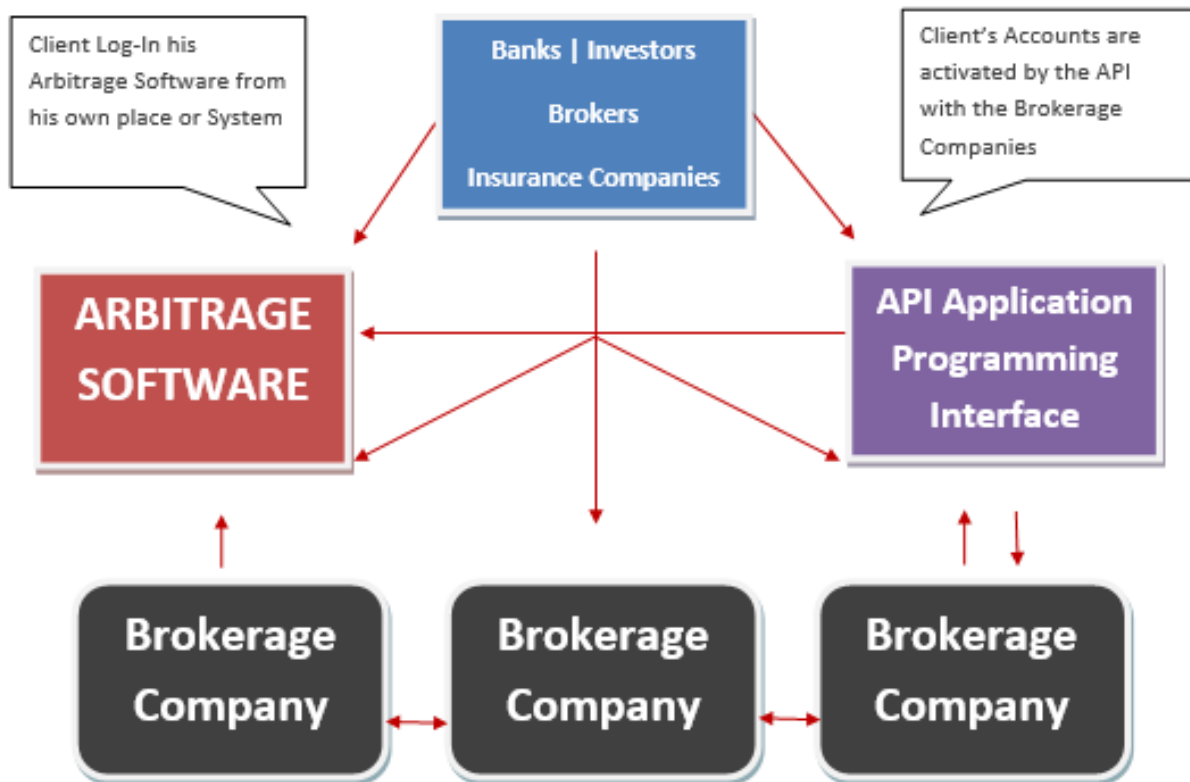 Client Log-In his
Arbitrage Software from
his own place or System
Banks | Investors
Brokers
Insurance Companies
Client's Accounts are
activated by the API
with the Brokerage
Companies
ARBITRAGE
SOFTWARE
API Application
Programming
Interface
Brokerage
Company
Brokerage
Company
Brokerage
Company